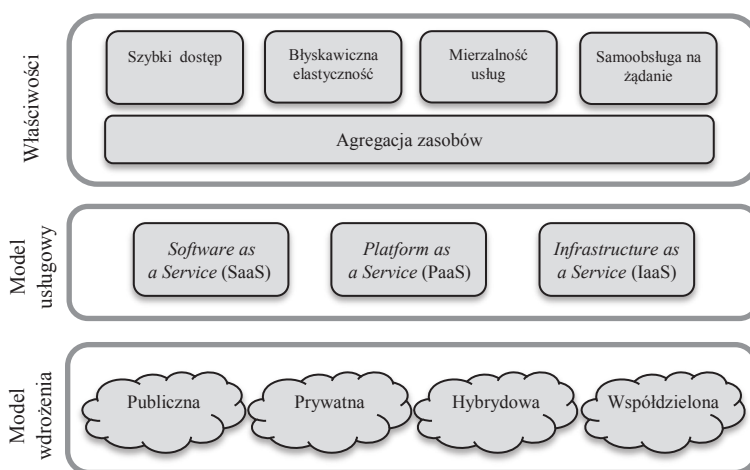 Właściwości
Szybki dostęp
Błyskawiczna
elastyczność
Mierzalność
usług
Samoobsługa na
żądanie
Agregacja zasobów
Model
usługowy
Software as
a Service (SaaS)
Platform as
a Service (PaaS)
Infrastructure as
a Service (IaaS)
Model
wdrożenia
Publiczna
Prywatna
Hybrydowa
Współdzielona